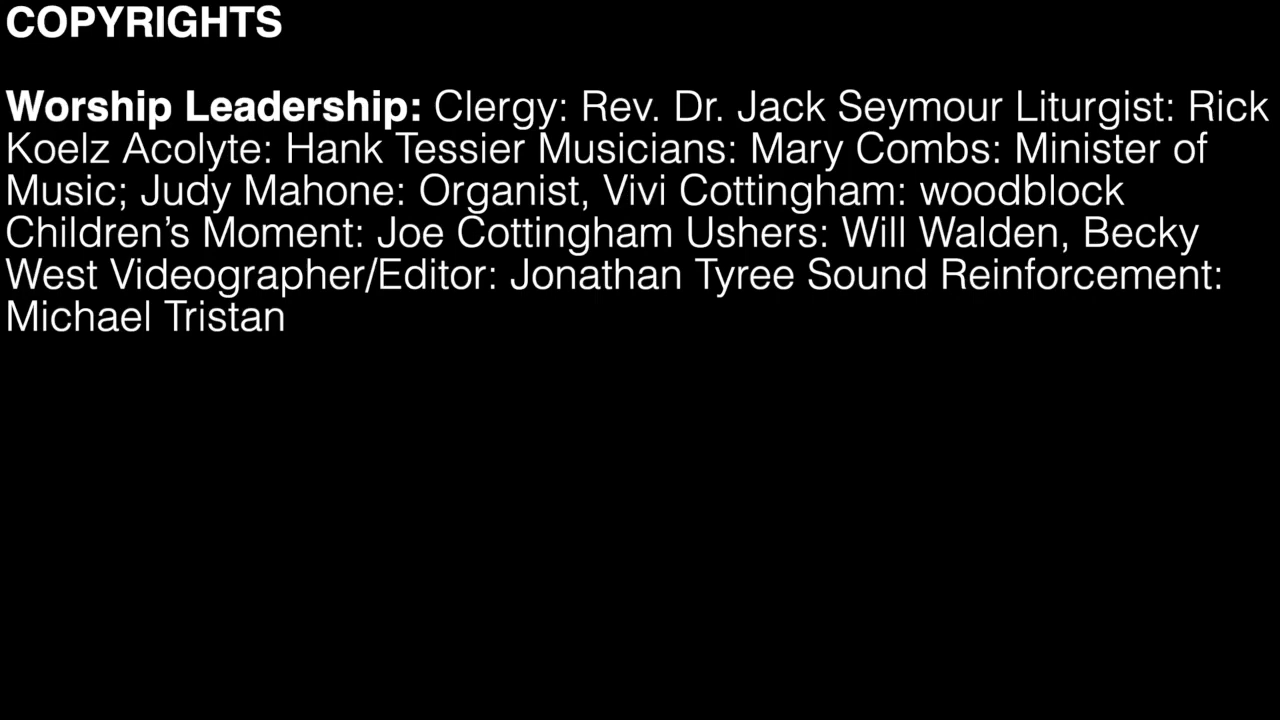 COPYRIGHTS
Worship Leadership: Clergy: Rev. Dr. Jack Seymour Liturgist: Rick
Koelz Acolyte: Hank Tessier Musicians: Mary Combs: Minister of
Music; Judy Mahone: Organist, Vivi Cottingham: woodblock
Children’s Moment: Joe Cottingham Ushers: Will Walden, Becky
West Videographer/Editor: Jonathan Tyree Sound Reinforcement:
Michael Tristan